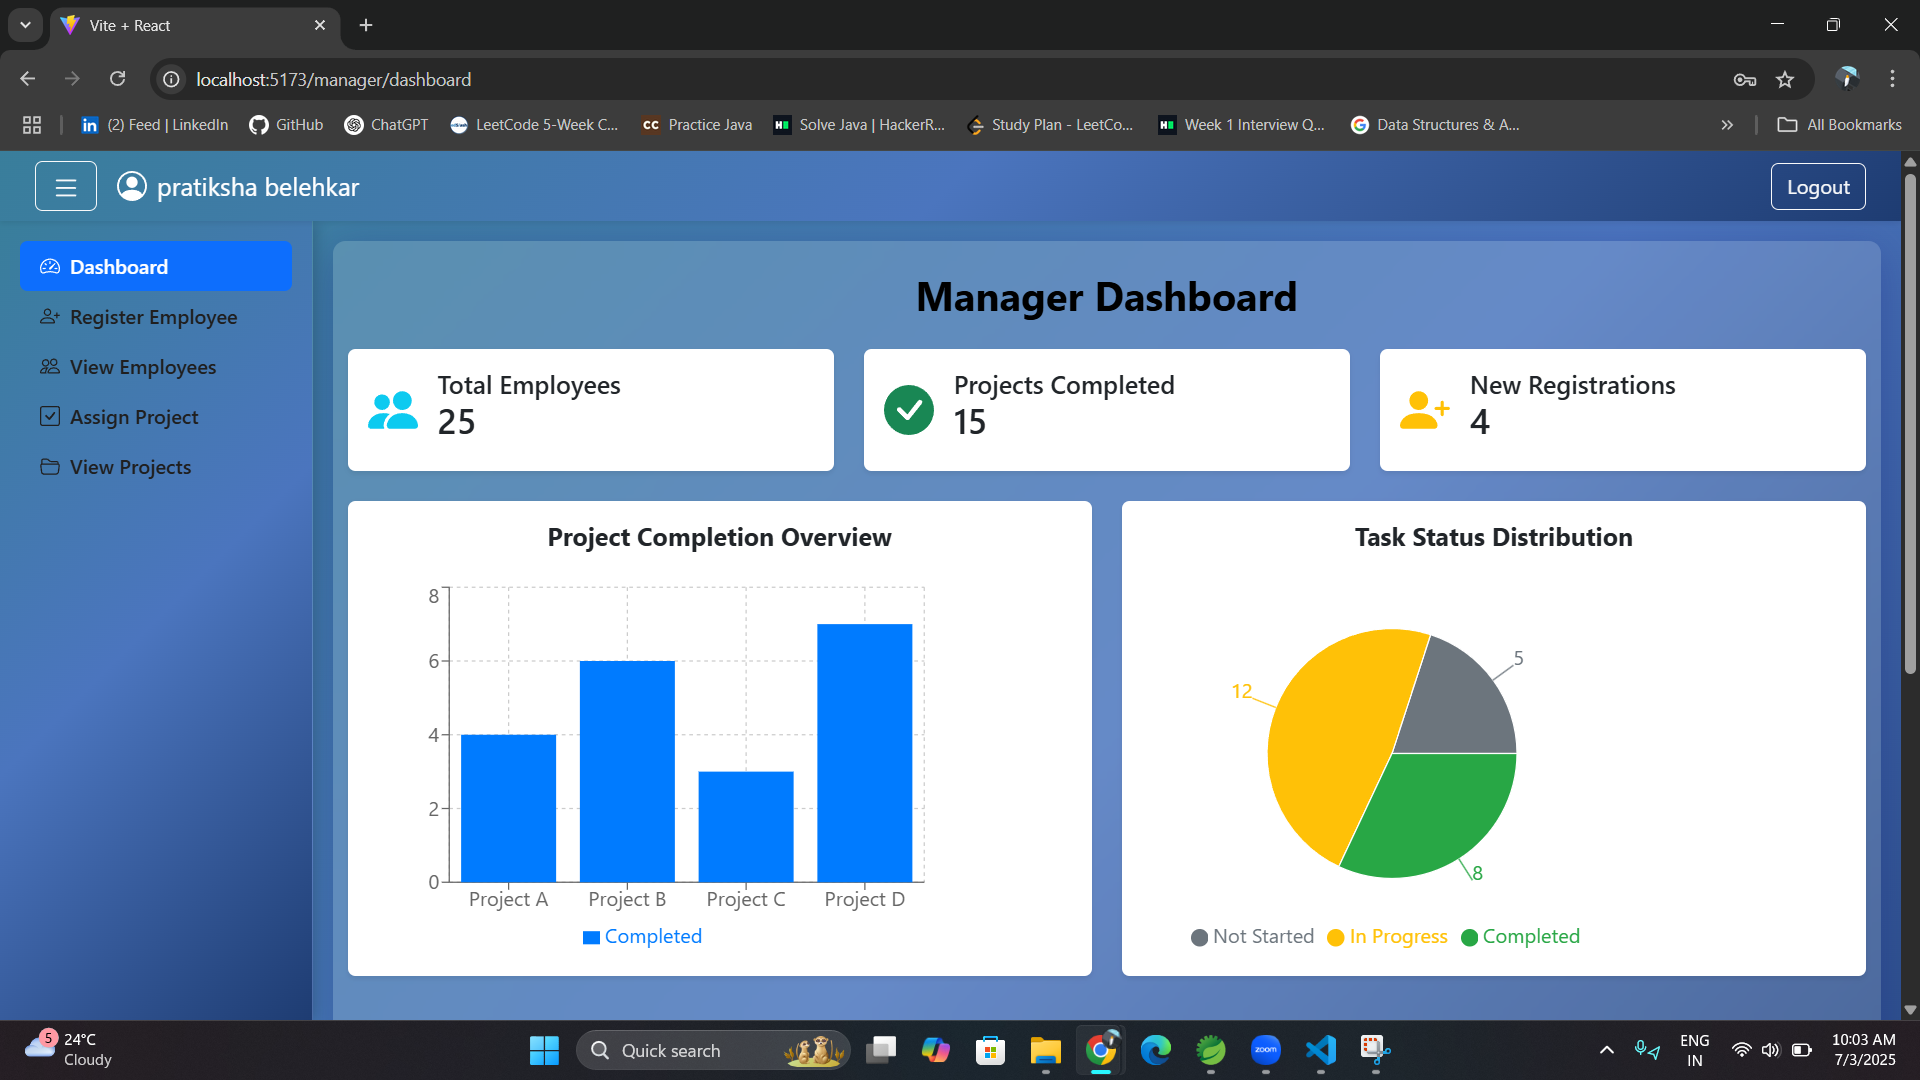 Vite + React
localhost:5173/manager/dashboard
(2) Feed | LinkedIn
GitHub
ChatGPT
LeetCode 5-Week C...
CC Practice Java
Solve Java | HackerR...
Study Plan - LeetCo...
Week 1 Interview Q...
Data Structures & A...
All Bookmarks
pratiksha belehkar
Logout
Dashboard
Register Employee
View Employees
Assign Project
View Projects
Manager Dashboard
Total Employees
25
Projects Completed
15
New Registrations
4
Project Completion Overview
8
6
4
2
0
Project A
Project B
Project C
Project D
Completed
Task Status Distribution
5
12
8
Not Started
In Progress
Completed
5
24°C
Cloudy
Quick search
zoom
ENG
IN
10:03 AM
7/3/2025